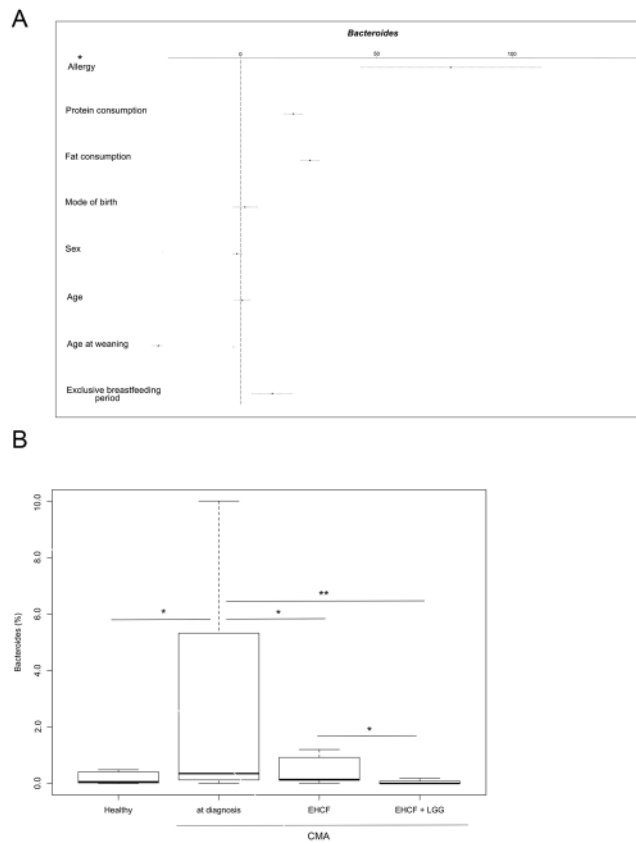 A
Bacteroides
*
0
50
100
Allergy
Protein consumption
Fat consumption
Mode of birth
Sex
Age
Age at weaning
Exclusive breastfeeding
period
B
Bacteroides (%)
10.0
8.0
6.0
4.0
2.0
0.0
*
*
**
*
Healthy
at diagnosis
EHCF
EHCF + LGG
CMA